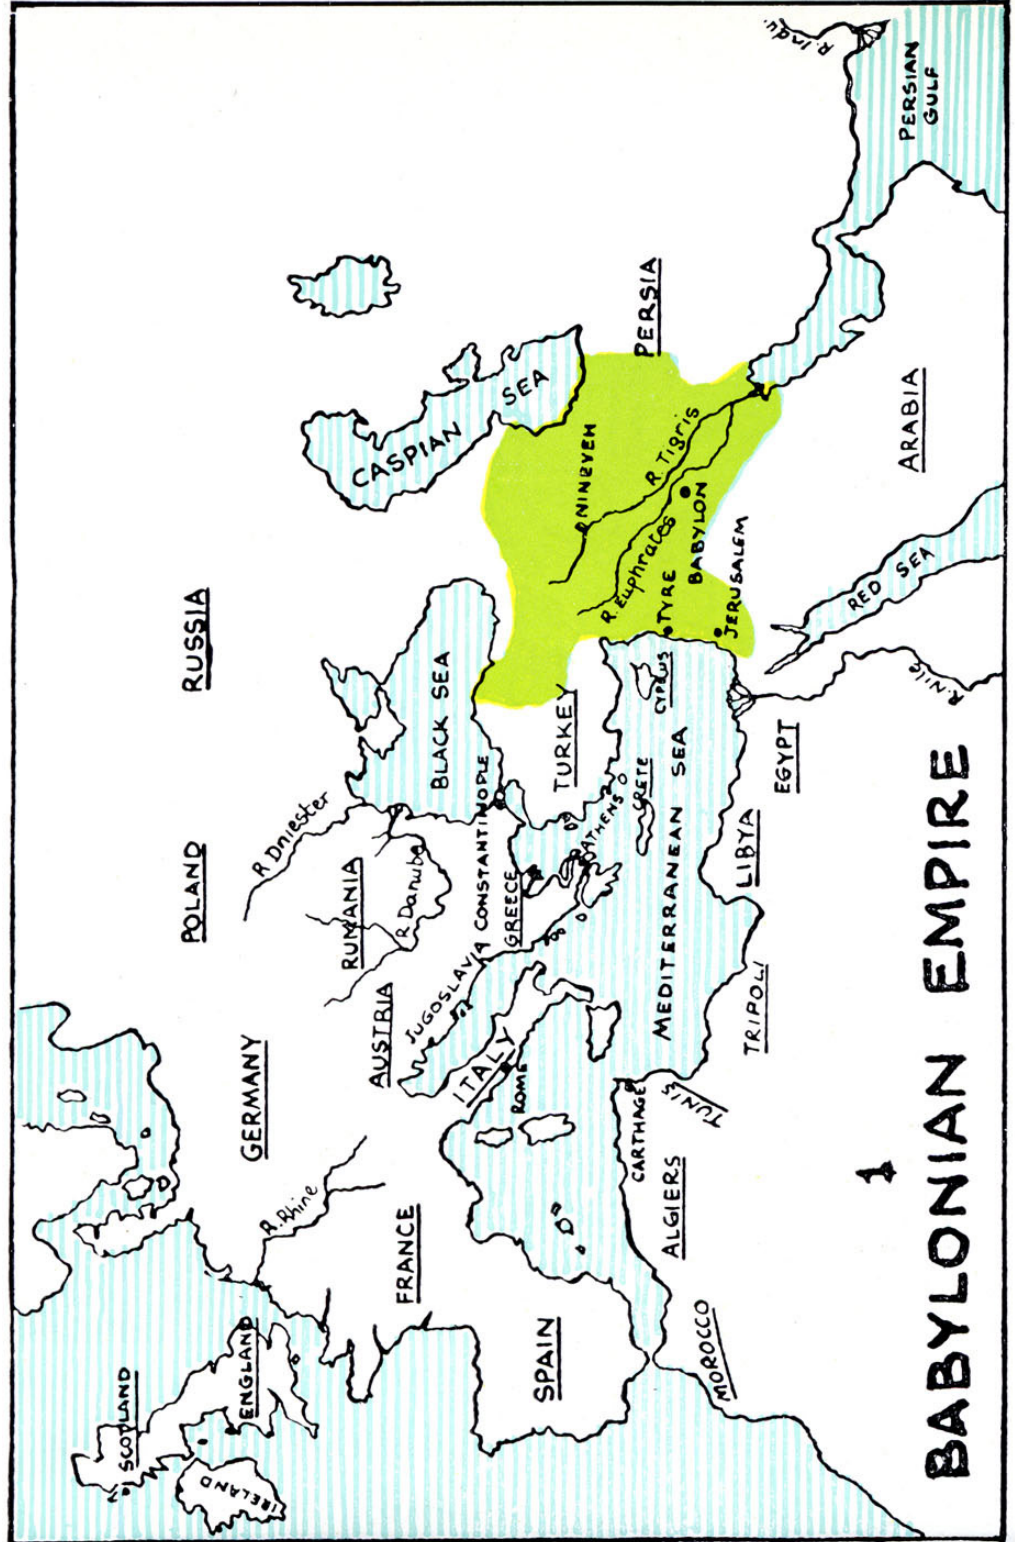 SCOTLAND
IRELAND
ENGLAND
R. Rhine
GERMANY
POLAND
RUSSIA
FRANCE
AUSTRIA
RUMANIA
R. Danube
R Dniester
JUGOSLAVIA
CONSTANTINOPLE
BLACK SEA
CASPIAN SEA
SPAIN
ITALY
ROME
GREECE
ATHENS
TURKEY
CRETE
CYPRUS
MEDITERRANEAN SEA
NINEVEH
R. Tigris
R. Euphrates
PERSIA
TYRE
BABYLON
JERUSALEM
CARTHAGE
TUNIS
ALGIERS
MOROCCO
TRIPOLI
LIBYA
EGYPT
R. Nile
RED SEA
ARABIA
PERSIAN
GULF
1
BABYLONIAN EMPIRE